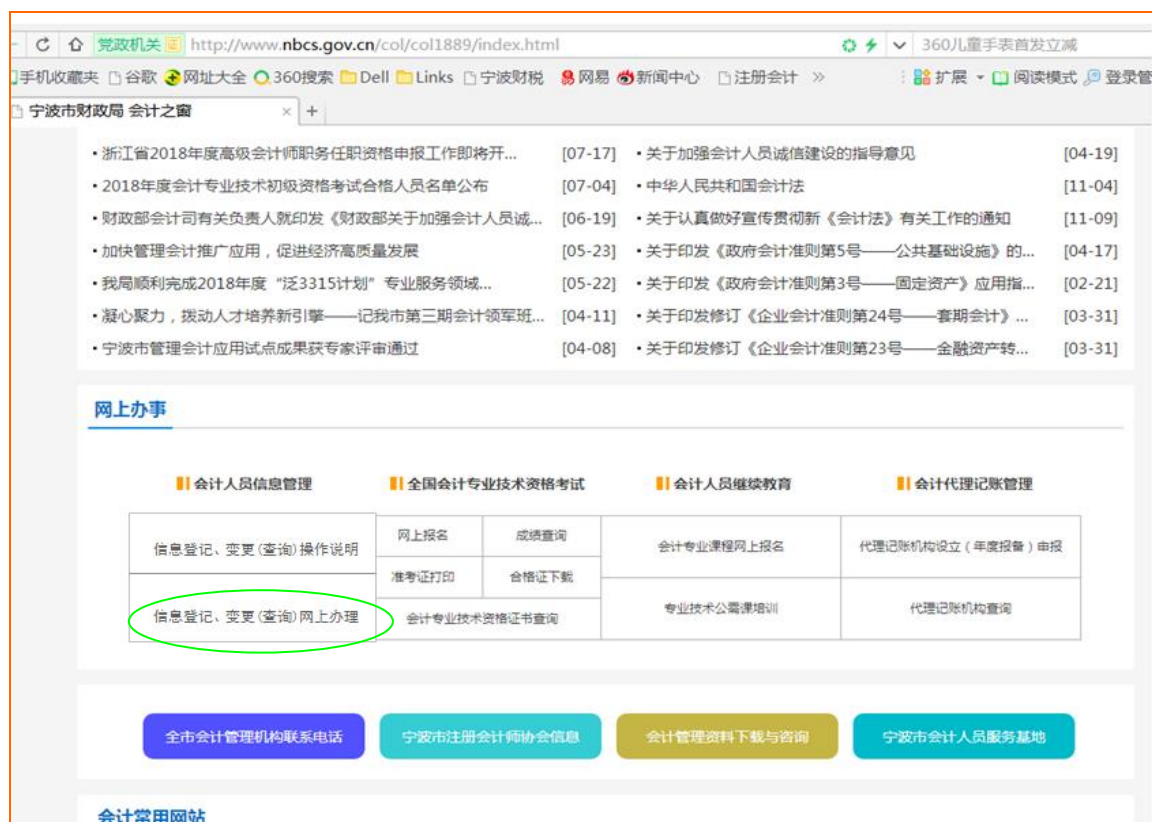 党政机关 证 http://www.nbcs.gov.cn/col/col1889/index.html 360儿童手表首发立减
手机收藏夹 谷歌 网址大全 360搜索 Dell Links 宁波财税 网易 新闻中心 注册会计 » 扩展 阅读模式 登录管
宁波市财政局 会计之窗 × +
·浙江省2018年度高级会计师职务任职资格申报工作即将开... [07-17]
·2018年度会计专业技术初级资格考试合格人员名单公布 [07-04]
·财政部会计司有关负责人就印发《财政部关于加强会计人员诚... [06-19]
·加快管理会计推广应用，促进经济高质量发展 [05-23]
·我局顺利完成2018年度“泛3315计划”专业服务领域... [05-22]
·凝心聚力，拨动人才培养新引擎——记我市第三期会计领军班... [04-11]
·宁波市管理会计应用试点成果获专家评审通过 [04-08]
·关于加强会计人员诚信建设的指导意见 [04-19]
·中华人民共和国会计法 [11-04]
·关于认真做好宣传贯彻新《会计法》有关工作的通知 [11-09]
·关于印发《政府会计准则第5号——公共基础设施》的... [04-17]
·关于印发《政府会计准则第3号——固定资产》应用指... [02-21]
·关于印发修订《企业会计准则第24号——套期会计》... [03-31]
·关于印发修订《企业会计准则第23号——金融资产转... [03-31]
网上办事
会计人员信息管理
信息登记、变更(查询)操作说明
信息登记、变更(查询)网上办理
全国会计专业技术资格考试
网上报名 成绩查询
准考证打印 合格证下载
会计专业技术资格证书查询
会计人员继续教育
会计专业课程网上报名
专业技术公需课培训
会计代理记账管理
代理记账机构设立（年度报备）申报
代理记账机构查询
全市会计管理机构联系电话 宁波市注册会计师协会信息 会计管理资料下载与咨询 宁波市会计人员服务基地
会计常用网站